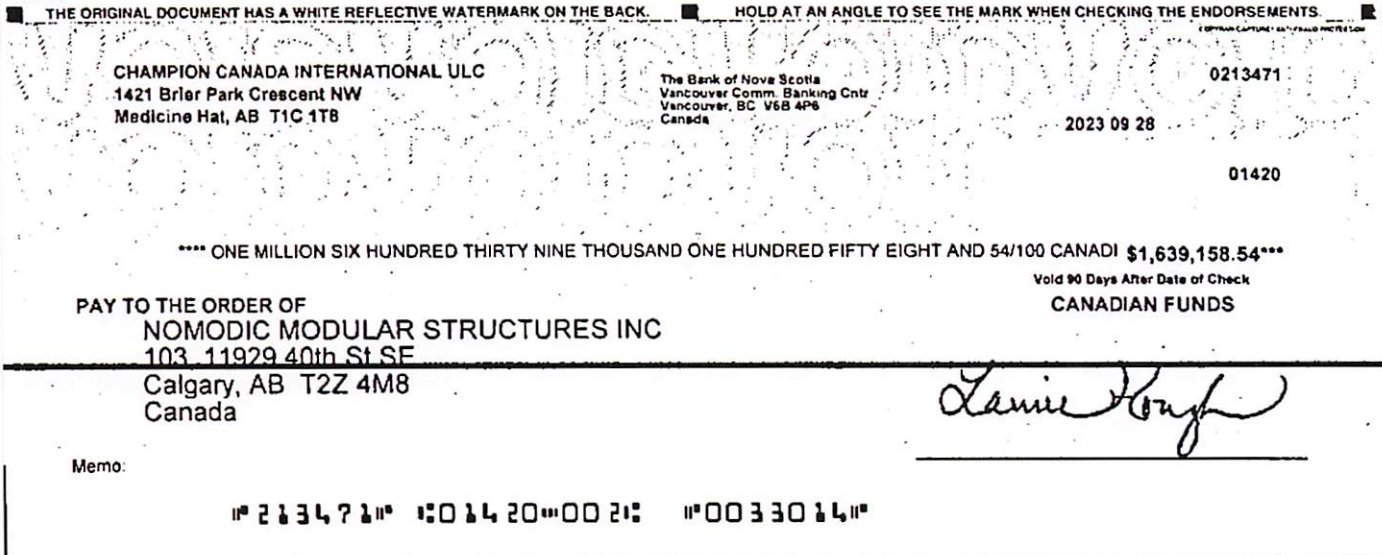 THE ORIGINAL DOCUMENT HAS A WHITE REFLECTIVE WATERMARK ON THE BACK. HOLD AT AN ANGLE TO SEE THE MARK WHEN CHECKING THE ENDORSEMENTS.
CHAMPION CANADA INTERNATIONAL ULC
1421 Brier Park Crescent NW
Medicine Hat, AB T1C 1T8
The Bank of Nova Scotia
Vancouver Comm. Banking Cntr
Vancouver, BC V6B 4P6
Canada
0213471
2023 09 28
01420
**** ONE MILLION SIX HUNDRED THIRTY NINE THOUSAND ONE HUNDRED FIFTY EIGHT AND 54/100 CANADI $1,639,158.54***
Void 90 Days After Date of Check
CANADIAN FUNDS
PAY TO THE ORDER OF
NOMODIC MODULAR STRUCTURES INC
103, 11929 40th St SE
Calgary, AB T2Z 4M8
Canada
Memo:
⑈213471⑈ ⑆01420⑉002⑆ ⑈0033014⑈